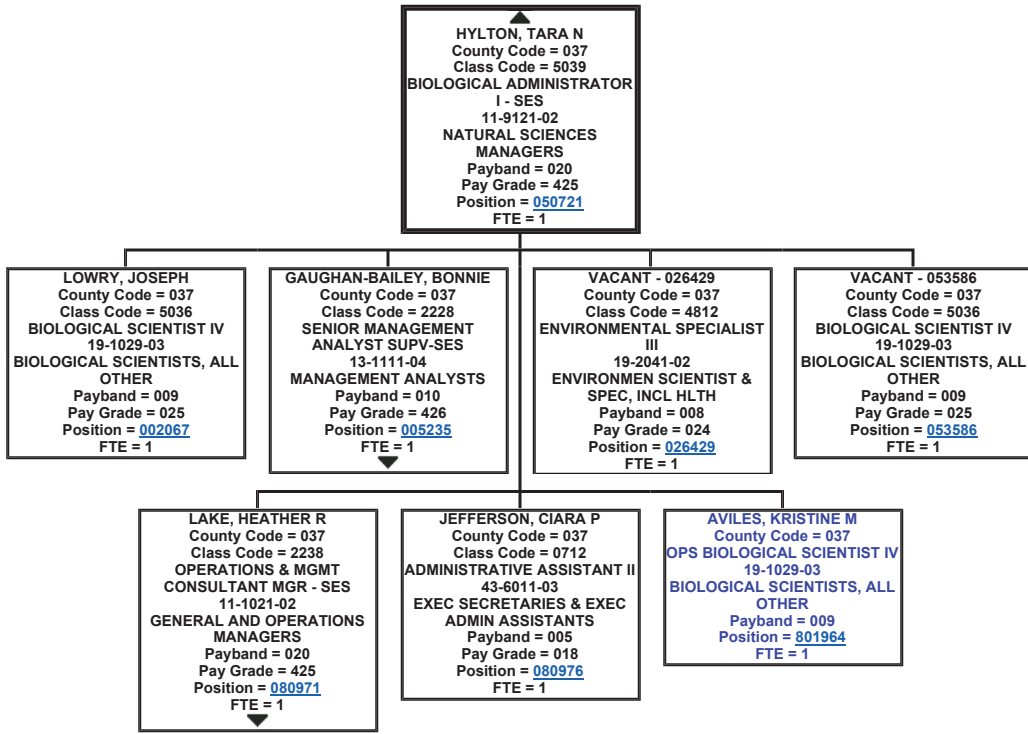 HYLTON, TARA N
County Code = 037
Class Code = 5039
BIOLOGICAL ADMINISTRATOR
I - SES
11-9121-02
NATURAL SCIENCES
MANAGERS
Payband = 020
Pay Grade = 425
Position = 050721
FTE = 1
LOWRY, JOSEPH
County Code = 037
Class Code = 5036
BIOLOGICAL SCIENTIST IV
19-1029-03
BIOLOGICAL SCIENTISTS, ALL
OTHER
Payband = 009
Pay Grade = 025
Position = 002067
FTE = 1
GAUGHAN-BAILEY, BONNIE
County Code = 037
Class Code = 2228
SENIOR MANAGEMENT
ANALYST SUPV-SES
13-1111-04
MANAGEMENT ANALYSTS
Payband = 010
Pay Grade = 426
Position = 005235
FTE = 1
VACANT - 026429
County Code = 037
Class Code = 4812
ENVIRONMENTAL SPECIALIST
III
19-2041-02
ENVIRONMEN SCIENTIST &
SPEC, INCL HLTH
Payband = 008
Pay Grade = 024
Position = 026429
FTE = 1
VACANT - 053586
County Code = 037
Class Code = 5036
BIOLOGICAL SCIENTIST IV
19-1029-03
BIOLOGICAL SCIENTISTS, ALL
OTHER
Payband = 009
Pay Grade = 025
Position = 053586
FTE = 1
LAKE, HEATHER R
County Code = 037
Class Code = 2238
OPERATIONS & MGMT
CONSULTANT MGR - SES
11-1021-02
GENERAL AND OPERATIONS
MANAGERS
Payband = 020
Pay Grade = 425
Position = 080971
FTE = 1
JEFFERSON, CIARA P
County Code = 037
Class Code = 0712
ADMINISTRATIVE ASSISTANT II
43-6011-03
EXEC SECRETARIES & EXEC
ADMIN ASSISTANTS
Payband = 005
Pay Grade = 018
Position = 080976
FTE = 1
AVILES, KRISTINE M
County Code = 037
OPS BIOLOGICAL SCIENTIST IV
19-1029-03
BIOLOGICAL SCIENTISTS, ALL
OTHER
Payband = 009
Position = 801964
FTE = 1